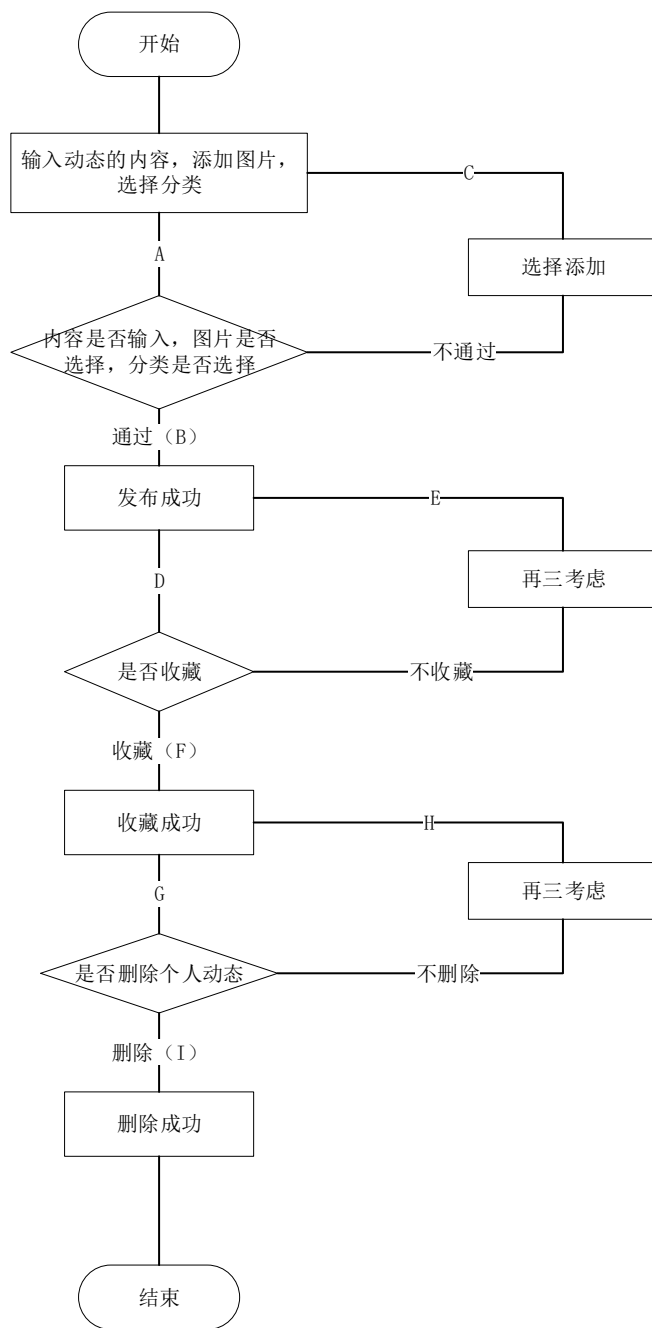 开始
输入动态的内容，添加图片，
选择分类
C
A
选择添加
内容是否输入，图片是否
选择，分类是否选择
不通过
通过（B）
发布成功
E
D
再三考虑
是否收藏
不收藏
收藏（F）
收藏成功
H
G
再三考虑
是否删除个人动态
不删除
删除（I）
删除成功
结束